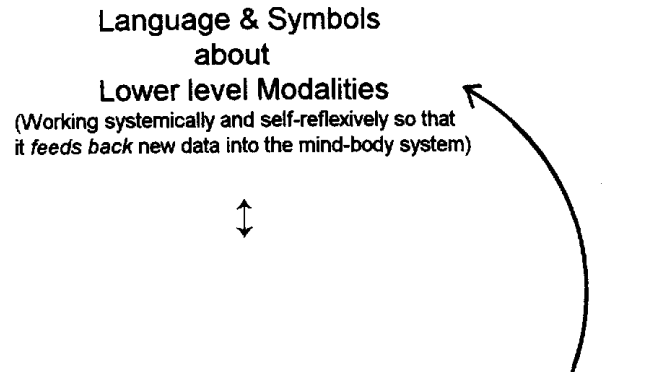 Language & Symbols
about
Lower level Modalities
(Working systemically and self-reflexively so that
it feeds back new data into the mind-body system)